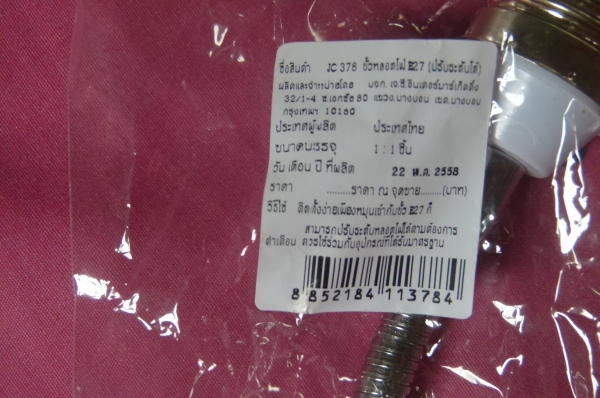 ชื่อสินค้า JC 378 ขั้วหลอดไฟ E27 (ปรับระดับได้)
ผลิตและจำหน่ายโดย บจก.เจ.ซี.อินเตอร์มาร์เก็ตติ้ง
32/1-4 ซ.เอกชัย 80 แขวง.บางบอน เขต.บางบอน
กรุงเทพฯ 10150
ประเทศผู้ผลิต ประเทศไทย
ขนาดบรรจุ 1 : 1 ชิ้น
วัน เดือน ปี ที่ผลิต 22 พ.ค. 2558
ราคา .........ราคา ณ จุดขาย........(บาท)
วิธีใช้ ติดตั้งง่ายเพียงหมุนเข้ากับขั้ว E27 ก็
สามารถปรับระดับหลอดไฟได้ตามต้องการ
คำเตือน ควรใช้ร่วมกับอุปกรณ์ที่ได้รับมาตรฐาน
8 852184 113784